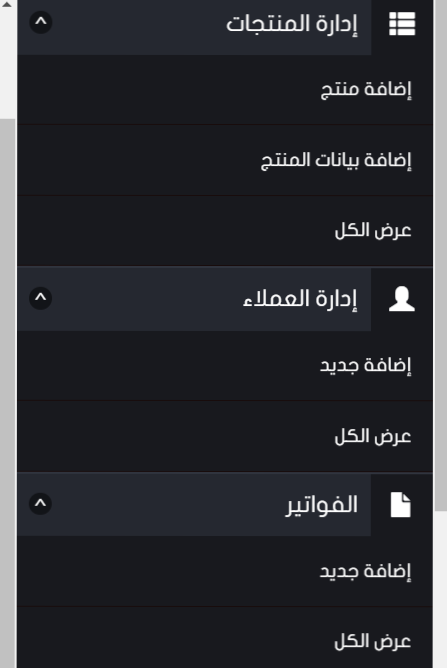 إدارة المنتجات
إضافة منتج
إضافة بيانات المنتج
عرض الكل
إدارة العملاء
إضافة جديد
عرض الكل
الفواتير
إضافة جديد
عرض الكل